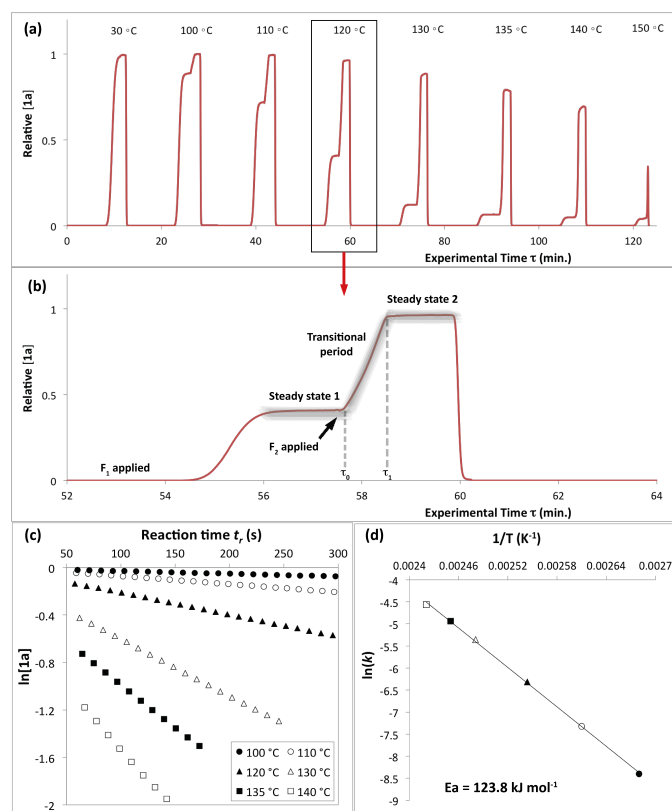 (a)
30 °C 100 °C 110 °C 120 °C 130 °C 135 °C 140 °C 150 °C
Relative [1a]
1
0.5
0
0 20 40 60 80 100 120
Experimental Time τ (min.)
(b)
Relative [1a]
1
0.5
0
Steady state 2
Transitional
period
Steady state 1
F2 applied
F1 applied
τ0 τ1
52 54 56 58 60 62 64
Experimental Time τ (min.)
(c)
Reaction time tr (s)
50 100 150 200 250 300
ln[1a]
0
-0.4
-0.8
-1.2
-1.6
-2
100 °C 110 °C
120 °C 130 °C
135 °C 140 °C
(d)
1/T (K-1)
0.0024 0.00246 0.00252 0.00258 0.00264 0.0027
ln(k)
-4
-4.5
-5
-5.5
-6
-6.5
-7
-7.5
-8
-8.5
-9
Ea = 123.8 kJ mol-1